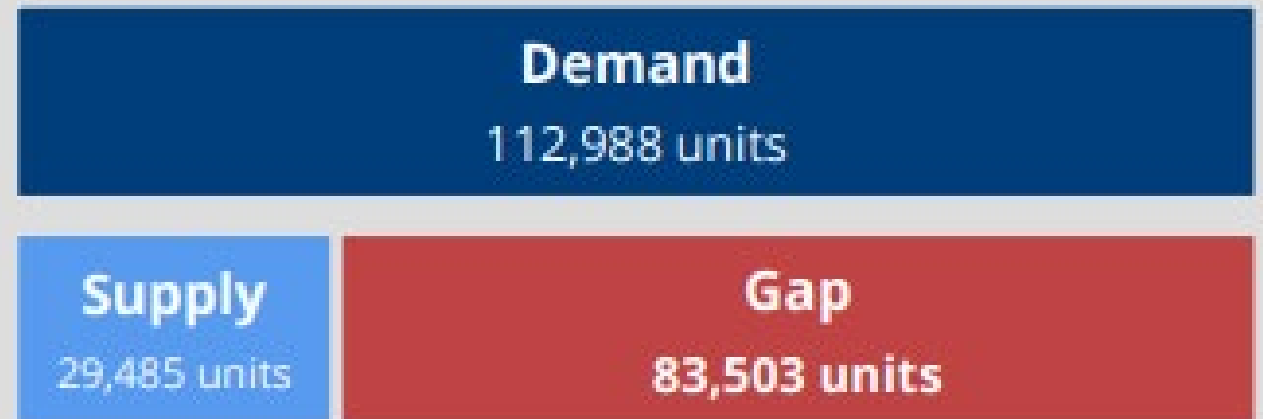 Demand
112,988 units
Supply
29,485 units
Gap
83,503 units